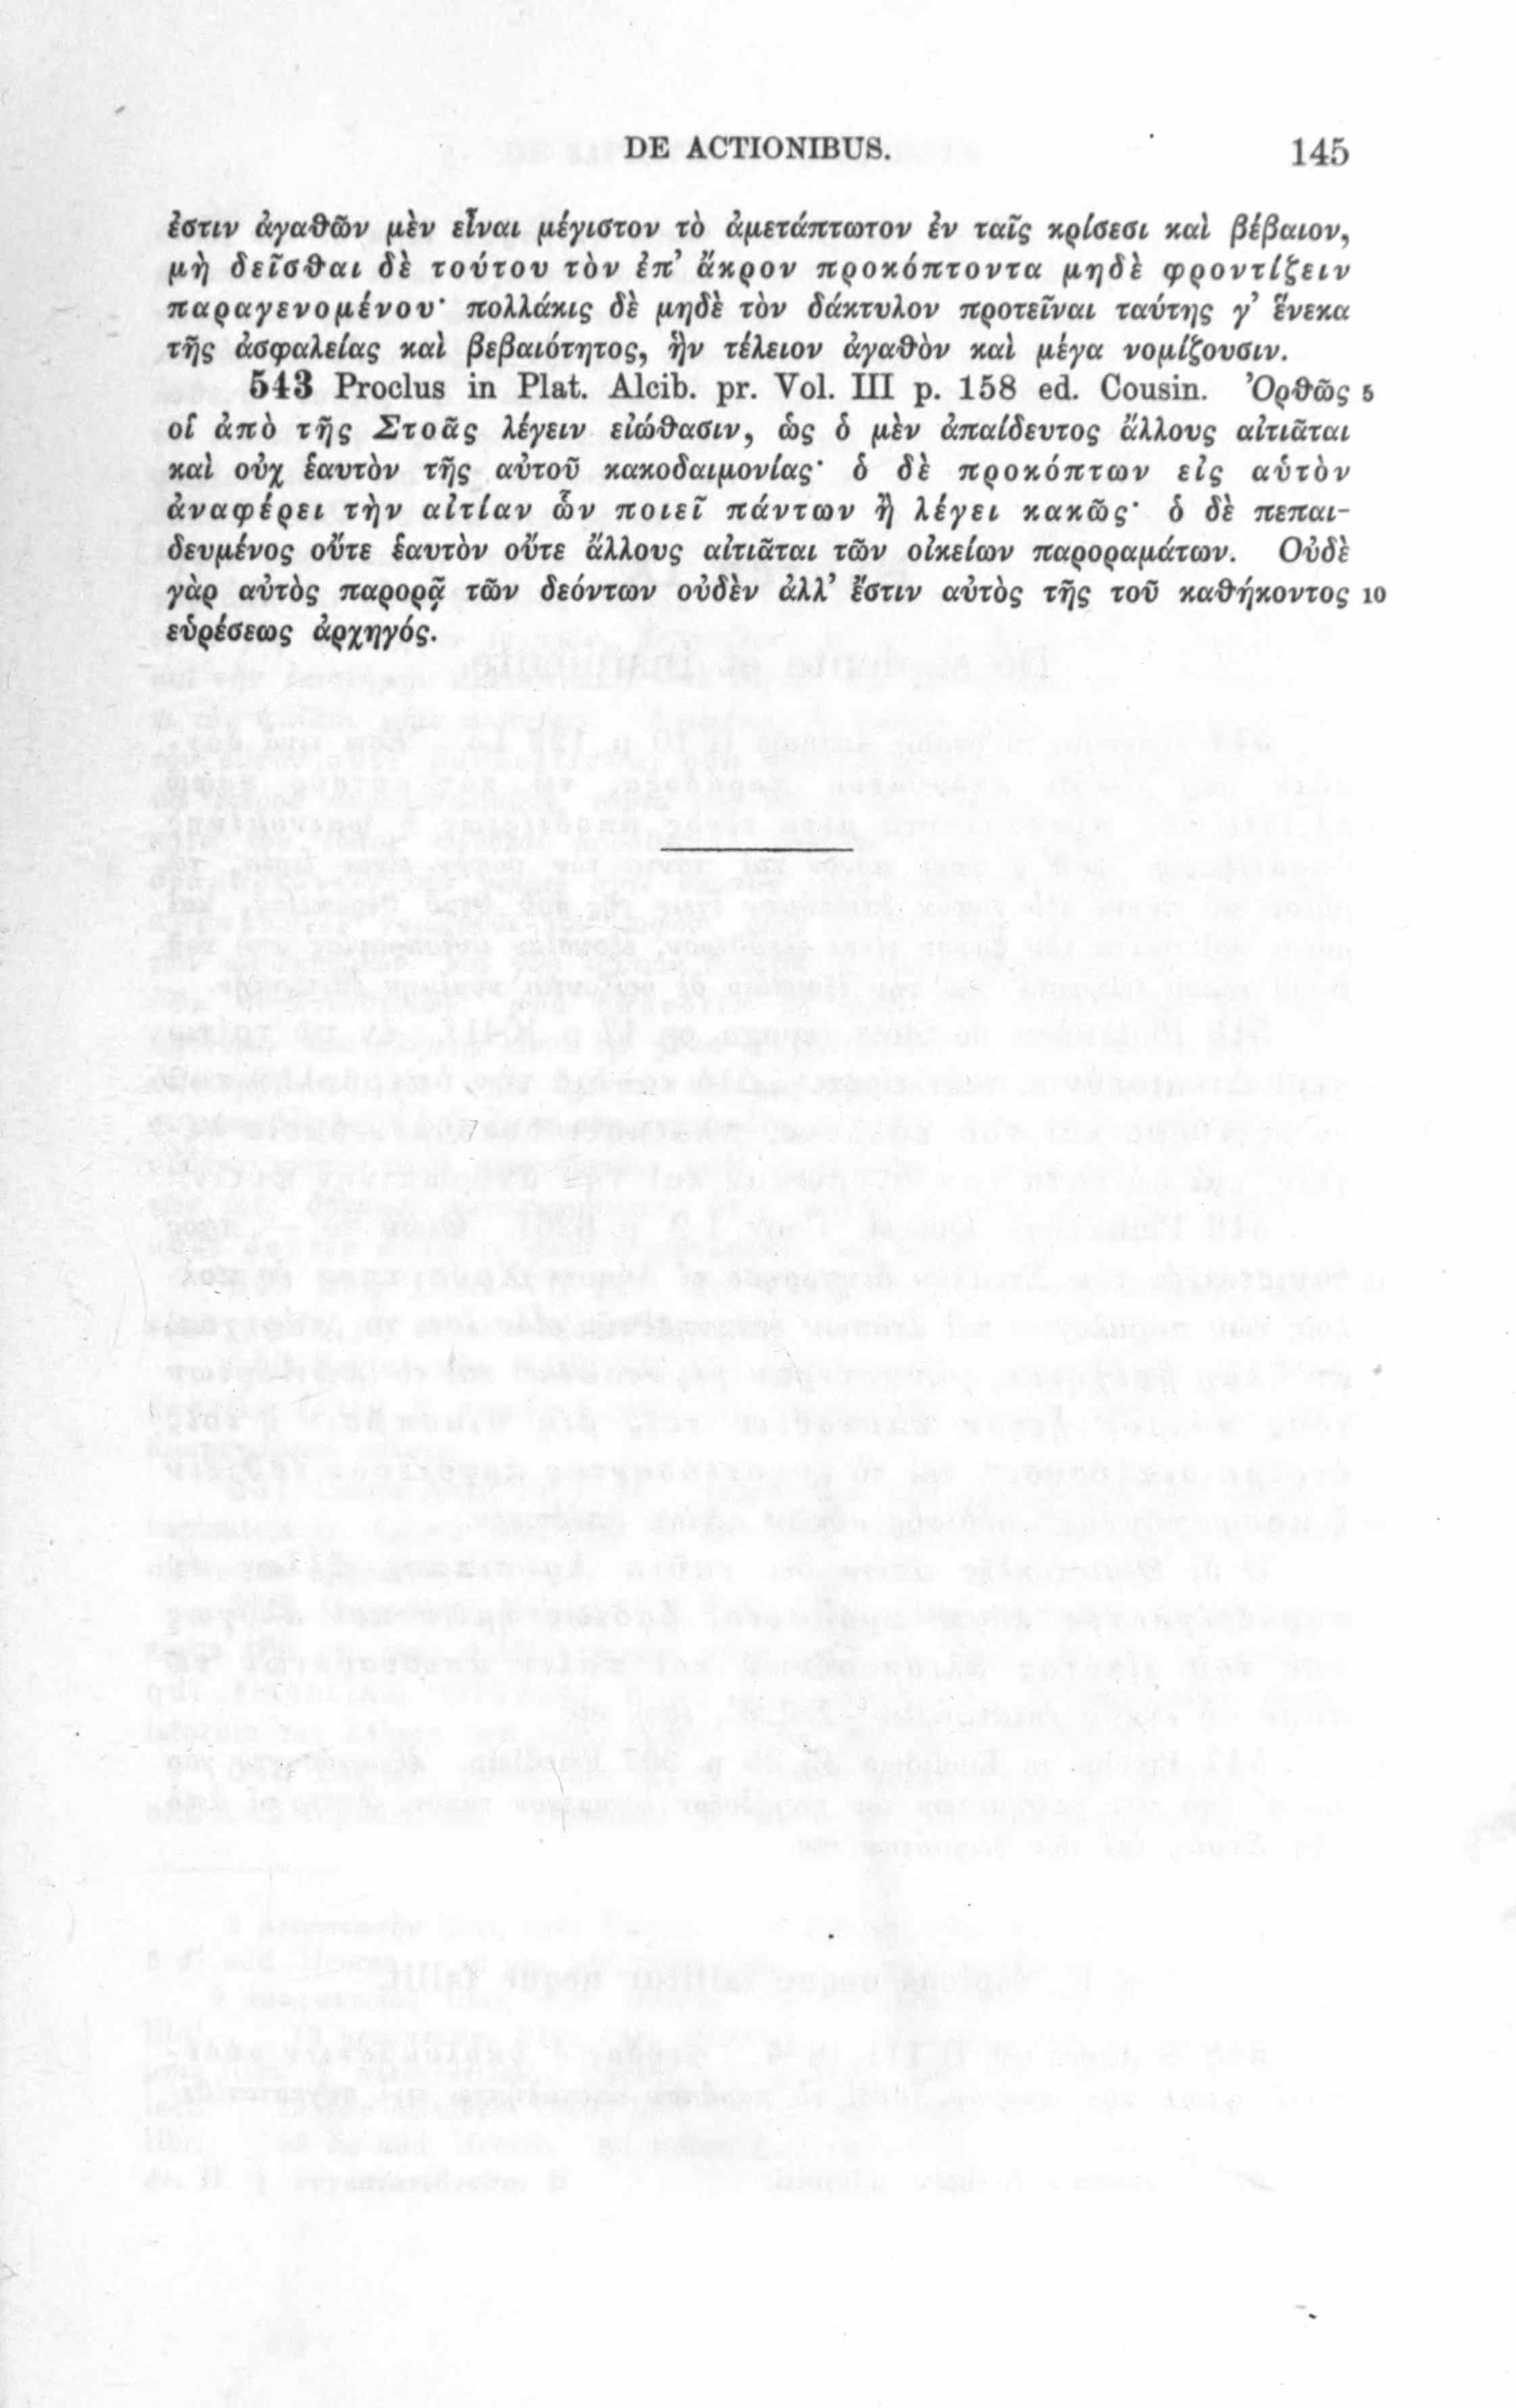 DE ACTIONIBUS. 145
ἐστιν ἀγαθῶν μὲν εἶναι μέγιστον τὸ ἀμετάπτωτον ἐν ταῖς κρίσεσι καὶ βέβαιον,
μὴ δεῖσθαι δὲ τούτου τὸν ἐπ’ ἄκρον προκόπτοντα μηδὲ φροντίζειν
παραγενομένου· πολλάκις δὲ μηδὲ τὸν δάκτυλον προτεῖναι ταύτης γ’ ἕνεκα
τῆς ἀσφαλείας καὶ βεβαιότητος, ἣν τέλειον ἀγαθὸν καὶ μέγα νομίζουσιν.
543 Proclus in Plat. Alcib. pr. Vol. III p. 158 ed. Cousin. Ὀρθῶς 5
οἱ ἀπὸ τῆς Στοᾶς λέγειν εἰώθασιν, ὡς ὁ μὲν ἀπαίδευτος ἄλλους αἰτιᾶται
καὶ οὐχ ἑαυτὸν τῆς αὑτοῦ κακοδαιμονίας· ὁ δὲ προκόπτων εἰς αὑτὸν
ἀναφέρει τὴν αἰτίαν ὧν ποιεῖ πάντων ἢ λέγει κακῶς· ὁ δὲ πεπαι-
δευμένος οὔτε ἑαυτὸν οὔτε ἄλλους αἰτιᾶται τῶν οἰκείων παροραμάτων. Οὐδὲ
γὰρ αὐτὸς παρορᾷ τῶν δεόντων οὐδὲν ἀλλ’ ἔστιν αὐτὸς τῆς τοῦ καθήκοντος 10
εὑρέσεως ἀρχηγός.